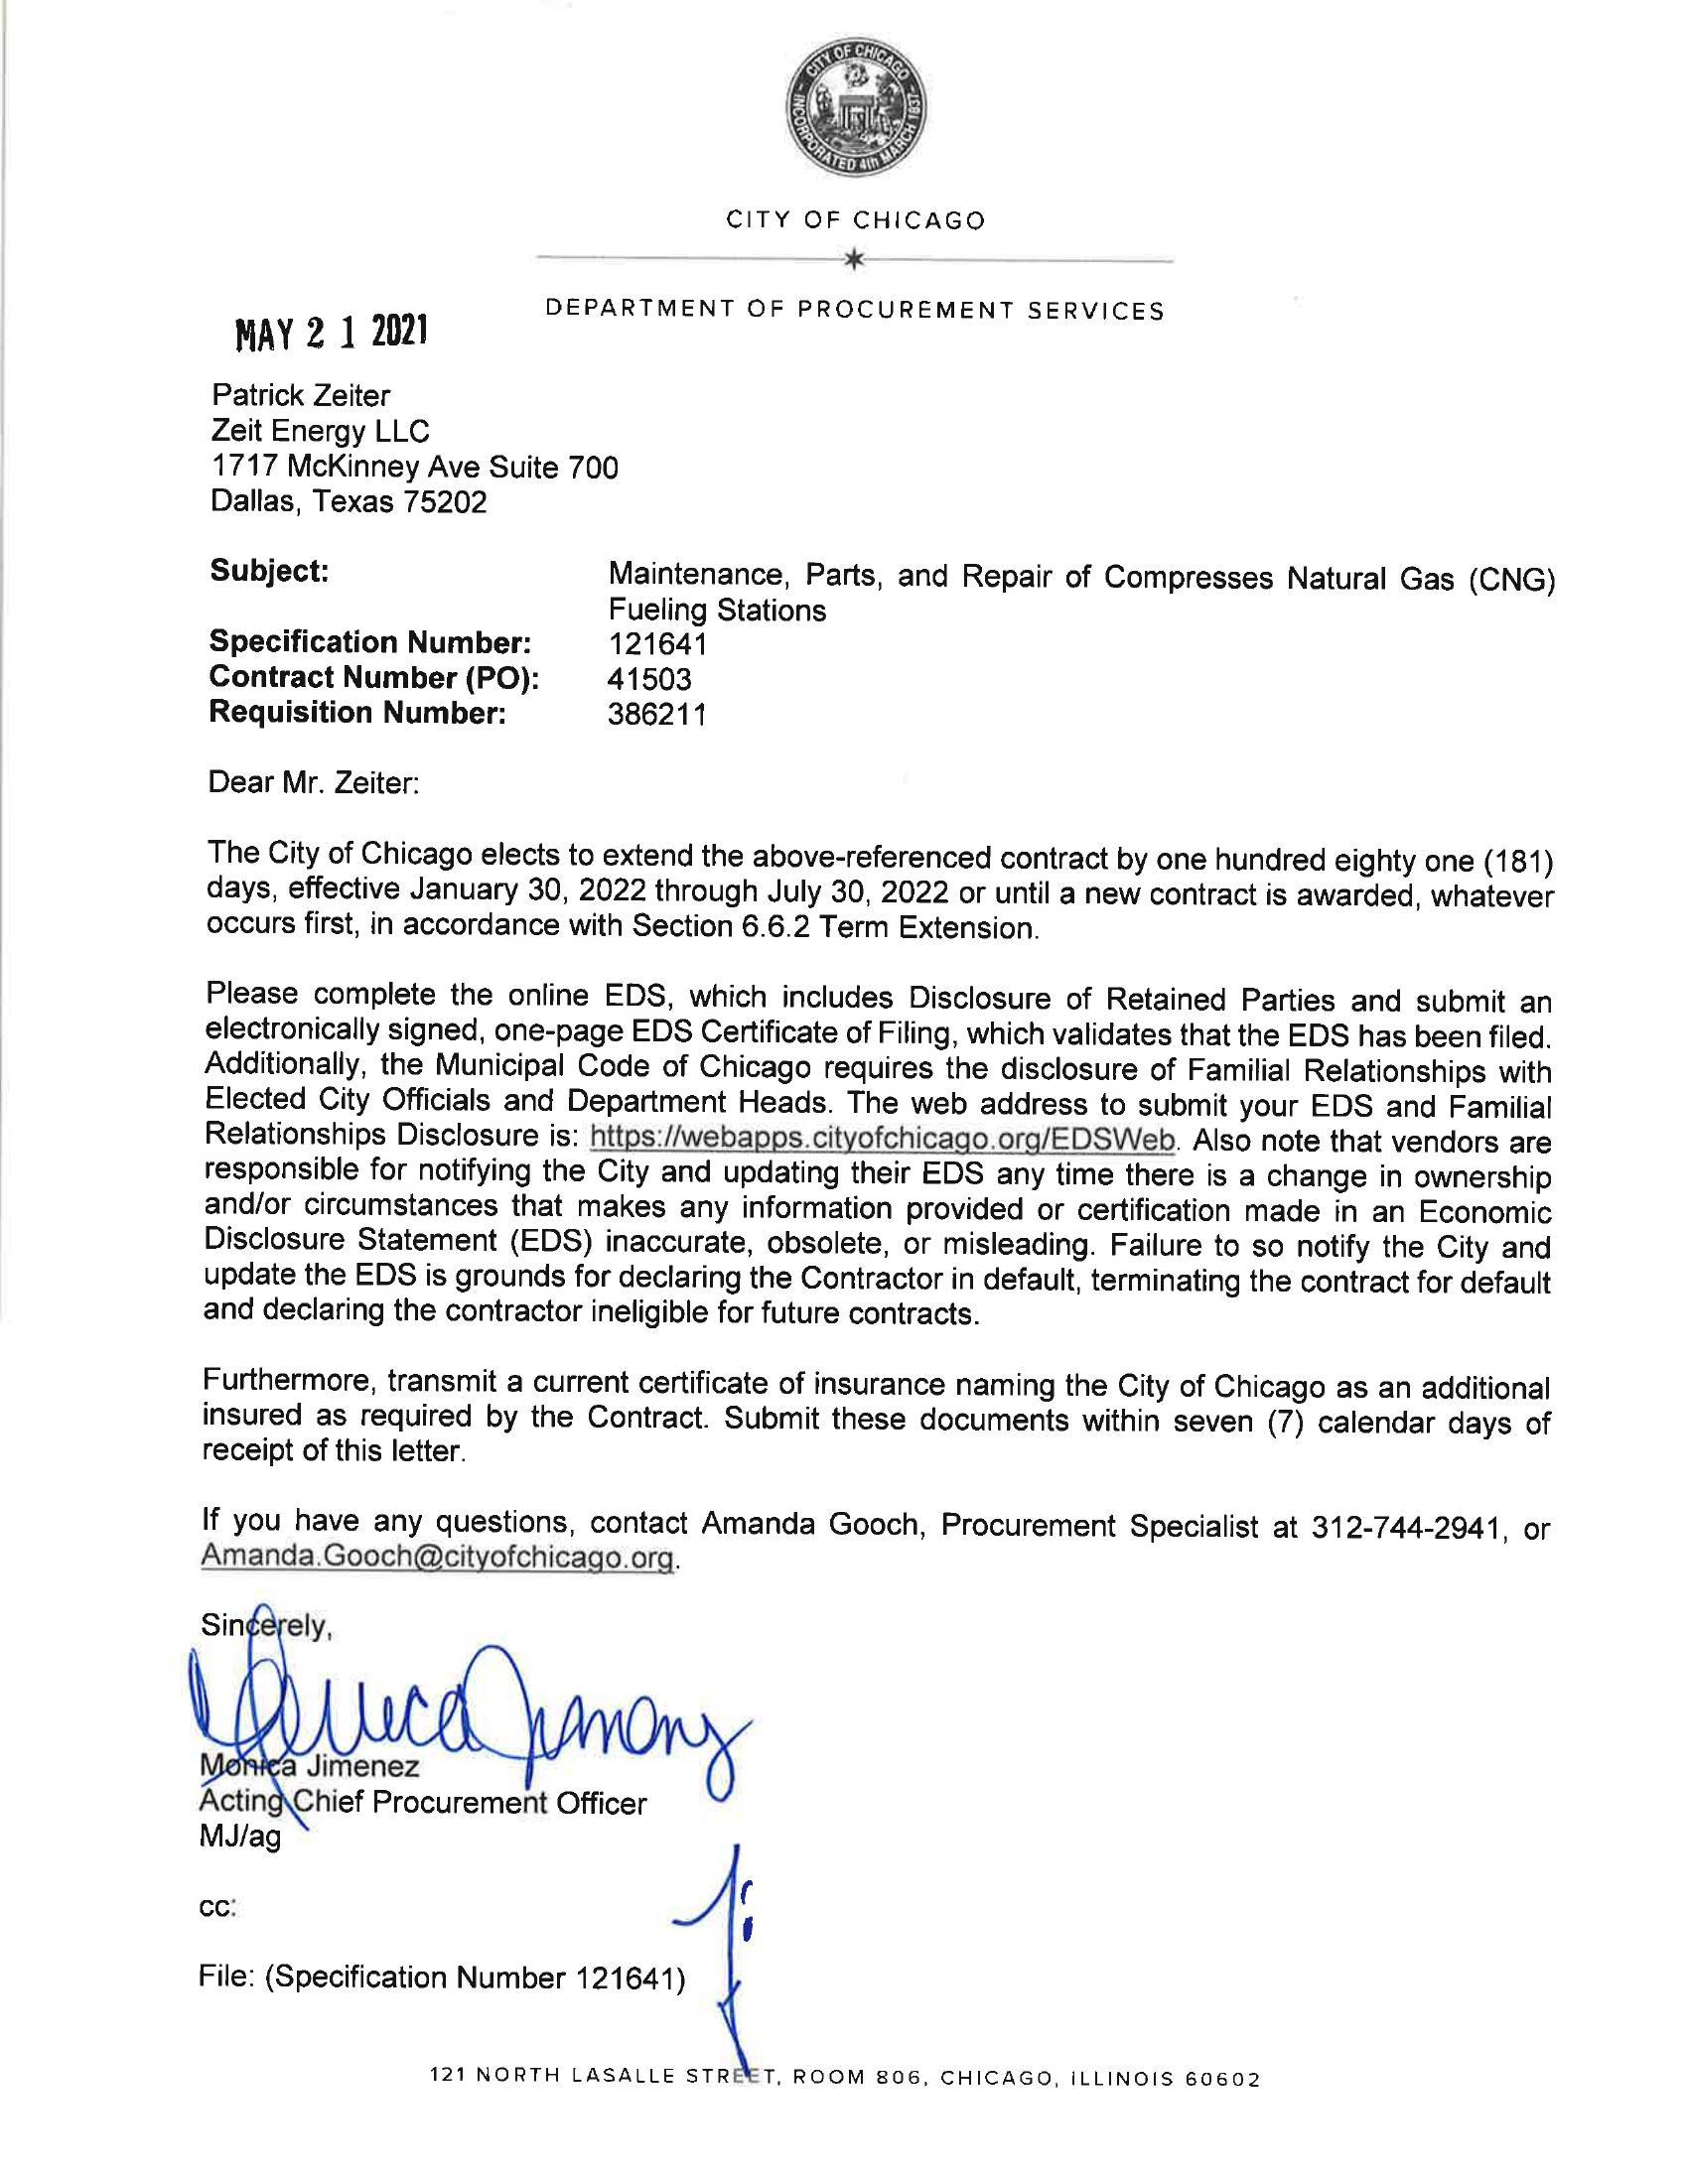 CITY OF CHICAGO
INCORPORATED 4th MARCH 1837
CITY OF CHICAGO
DEPARTMENT OF PROCUREMENT SERVICES
MAY 2 1 2021
Patrick Zeiter
Zeit Energy LLC
1717 McKinney Ave Suite 700
Dallas, Texas 75202
Subject: Maintenance, Parts, and Repair of Compresses Natural Gas (CNG)
Fueling Stations
Specification Number: 121641
Contract Number (PO): 41503
Requisition Number: 386211
Dear Mr. Zeiter:
The City of Chicago elects to extend the above-referenced contract by one hundred eighty one (181)
days, effective January 30, 2022 through July 30, 2022 or until a new contract is awarded, whatever
occurs first, in accordance with Section 6.6.2 Term Extension.
Please complete the online EDS, which includes Disclosure of Retained Parties and submit an
electronically signed, one-page EDS Certificate of Filing, which validates that the EDS has been filed.
Additionally, the Municipal Code of Chicago requires the disclosure of Familial Relationships with
Elected City Officials and Department Heads. The web address to submit your EDS and Familial
Relationships Disclosure is: https://webapps.cityofchicago.org/EDSWeb. Also note that vendors are
responsible for notifying the City and updating their EDS any time there is a change in ownership
and/or circumstances that makes any information provided or certification made in an Economic
Disclosure Statement (EDS) inaccurate, obsolete, or misleading. Failure to so notify the City and
update the EDS is grounds for declaring the Contractor in default, terminating the contract for default
and declaring the contractor ineligible for future contracts.
Furthermore, transmit a current certificate of insurance naming the City of Chicago as an additional
insured as required by the Contract. Submit these documents within seven (7) calendar days of
receipt of this letter.
If you have any questions, contact Amanda Gooch, Procurement Specialist at 312-744-2941, or
Amanda.Gooch@cityofchicago.org.
Sincerely,
Monica Jimenez
Acting Chief Procurement Officer
MJ/ag
cc:
File: (Specification Number 121641)
121 NORTH LASALLE STREET, ROOM 806, CHICAGO, ILLINOIS 60602